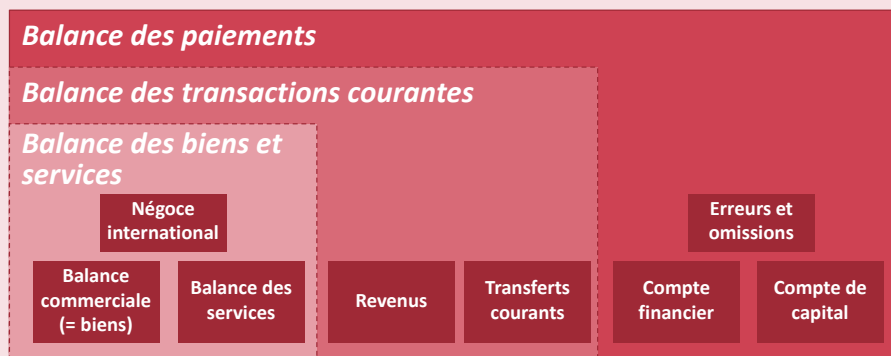 Balance des paiements
Balance des transactions courantes
Balance des biens et
services
Négoce
international
Erreurs et
omissions
Balance
commerciale
(= biens)
Balance des
services
Revenus
Transferts
courants
Compte
financier
Compte de
capital